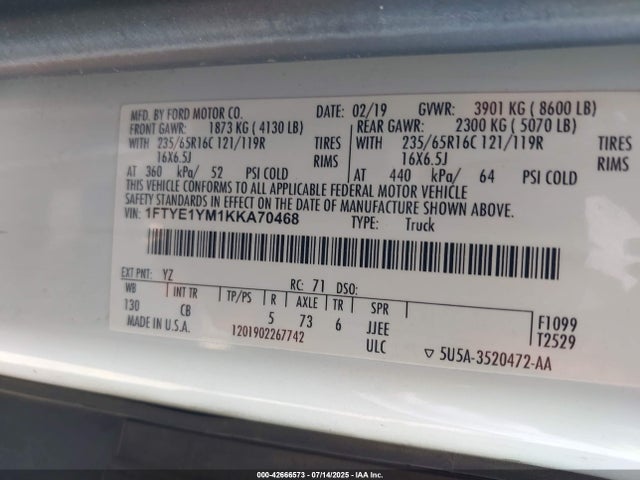 MFD. BY FORD MOTOR CO. 02/19 GVWR: 3901 KG ( 8600 LB)
FRONT GAWR: 1873 KG ( 4130 LB) REAR GAWR: 2300 KG ( 5070 LB)
WITH 235/65R16C 121/119R TIRES WITH 235/65R16C 121/119R TIRES
16X6.5J RIMS 16X6.5J RIMS
AT 360 kPa/ 52 PSI COLD AT 440 kPa/ 64 PSI COLD
THIS VEHICLE CONFORMS TO ALL APPLICABLE FEDERAL MOTOR VEHICLE
SAFETY STANDARDS IN EFFECT ON THE DATE OF MANUFACTURE SHOWN ABOVE.
VIN: 1FTYE1YM1KKA70468 TYPE: Truck
EXT PNT: YZ RC: 71 DSO:
WB INT TR TP/PS R AXLE TR SPR F1099
130 CB 5 73 6 JJEE T2529
MADE IN U.S.A. 1201902267742 ULC ▽ 5U5A-3520472-AA
000-42666573 - 07/14/2025 - IAA Inc.